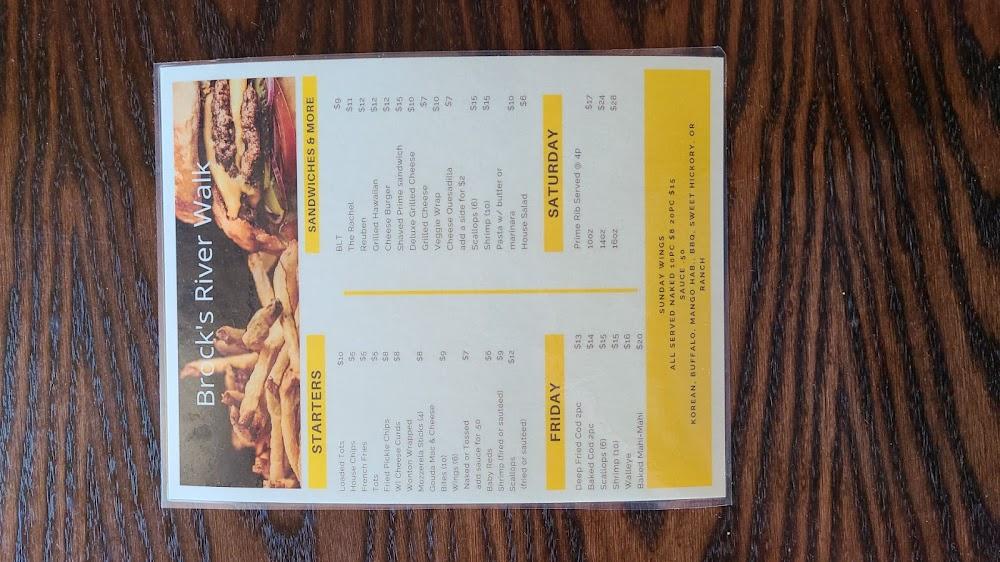 Brock's River Walk
STARTERS
Loaded Tots $10
House Chips $5
French Fries $5
Tots $5
Fried Pickle Chips $8
W/ Cheese Curds $8
Wonton Wrapped
Mozzerela Sticks (4) $8
Gouda Mac & Cheese
Bites (10) $9
Wings (6)
Naked or Tossed $7
add sauce for .50
Baby Reds $6
Shrimp (fired or sautéed) $9
Scallops $12
(fried or sautéed)
SANDWICHES & MORE
BLT $9
The Rachel $11
Reuben $12
Grilled Hawaiian $12
Cheese Burger $12
Shaved Prime sandwich $15
Deluxe Grilled Cheese $10
Grilled Cheese $7
Veggie Wrap $10
Cheese Quesadilla $7
add a side for $2
Scallops (6) $15
Shrimp (10) $15
Pasta w/ butter or
marinara $10
House Salad $6
FRIDAY
Deep Fried Cod 2pc $13
Baked Cod 2pc $14
Scallops (6) $15
Shrimp (10) $15
Walleye $16
Baked Mahi-Mahi $20
SATURDAY
Prime Rib Served @ 4p
10oz $17
14oz $24
16oz $28
SUNDAY WINGS
ALL SERVED NAKED 10PC $8 20PC $15
SAUCE .50
KOREAN, BUFFALO, MANGO HAB., BBQ, SWEET HICKORY, OR
RANCH